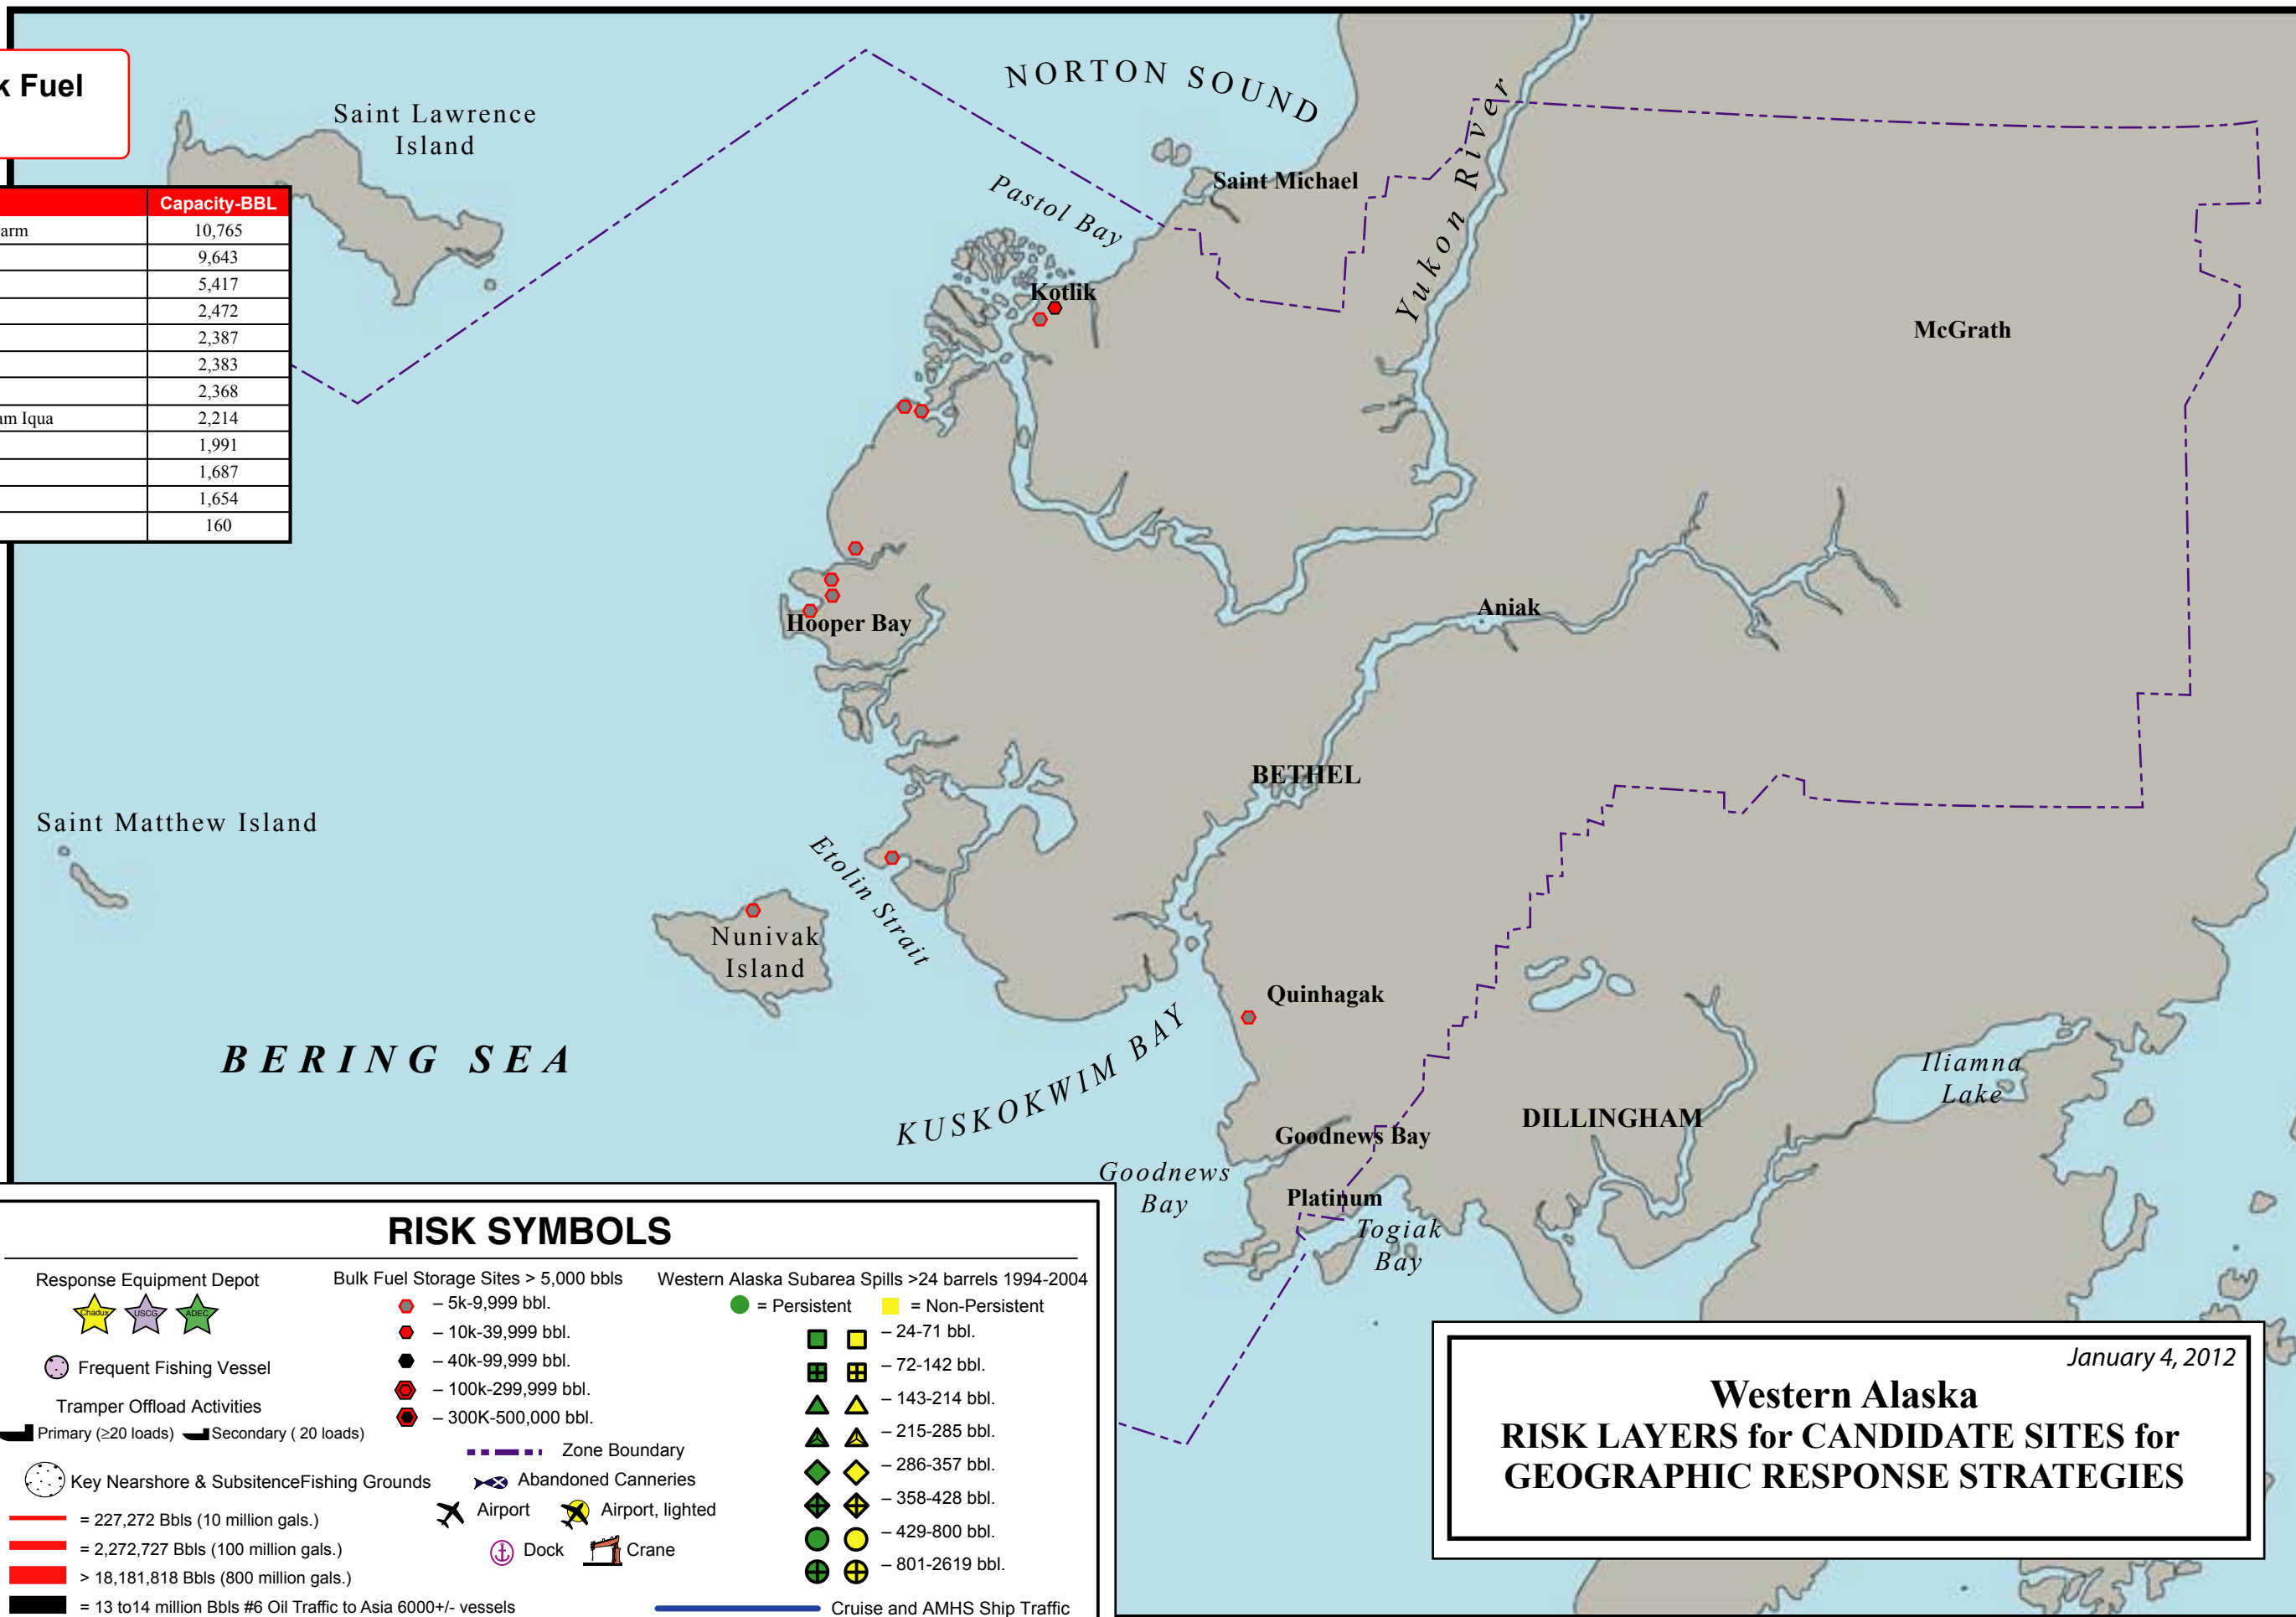 k Fuel
Capacity-BBL
arm 10,765
9,643
5,417
2,472
2,387
2,383
2,368
am Iqua 2,214
1,991
1,687
1,654
160
NORTON SOUND
Saint Lawrence
Island
Saint Michael
Pastol Bay
Yukon River
Kotlik
McGrath
Hooper Bay
Aniak
BETHEL
Saint Matthew Island
Etolin Strait
Nunivak
Island
Quinhagak
BERING SEA
KUSKOKWIM BAY
Iliamna
Lake
DILLINGHAM
Goodnews Bay
Goodnews
Bay
Platinum
Togiak
Bay
RISK SYMBOLS
Response Equipment Depot
Chadux USCG ADEC
Frequent Fishing Vessel
Tramper Offload Activities
Primary (≥20 loads) Secondary ( 20 loads)
Key Nearshore & SubsitenceFishing Grounds
= 227,272 Bbls (10 million gals.)
= 2,272,727 Bbls (100 million gals.)
> 18,181,818 Bbls (800 million gals.)
= 13 to14 million Bbls #6 Oil Traffic to Asia 6000+/- vessels
Bulk Fuel Storage Sites > 5,000 bbls
– 5k-9,999 bbl.
– 10k-39,999 bbl.
– 40k-99,999 bbl.
– 100k-299,999 bbl.
– 300K-500,000 bbl.
Zone Boundary
Abandoned Canneries
Airport Airport, lighted
Dock Crane
Western Alaska Subarea Spills >24 barrels 1994-2004
= Persistent = Non-Persistent
– 24-71 bbl.
– 72-142 bbl.
– 143-214 bbl.
– 215-285 bbl.
– 286-357 bbl.
– 358-428 bbl.
– 429-800 bbl.
– 801-2619 bbl.
Cruise and AMHS Ship Traffic
January 4, 2012
Western Alaska
RISK LAYERS for CANDIDATE SITES for
GEOGRAPHIC RESPONSE STRATEGIES